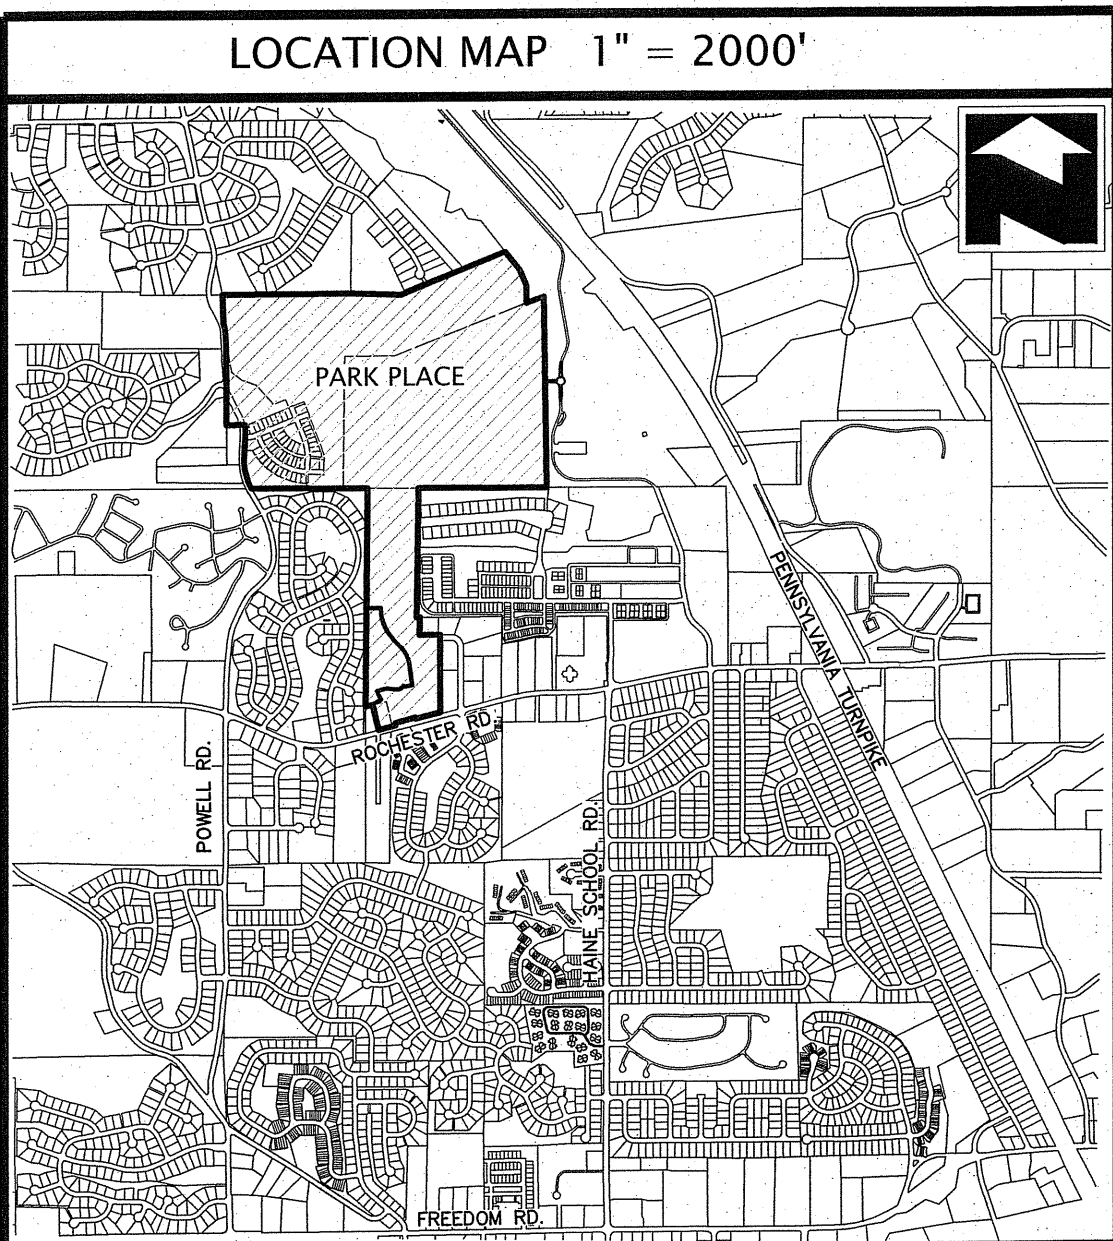 LOCATION MAP 1" = 2000'
N
PARK PLACE
PENNSYLVANIA TURNPIKE
ROCHESTER RD.
POWELL RD.
HAINE SCHOOL RD.
FREEDOM RD.